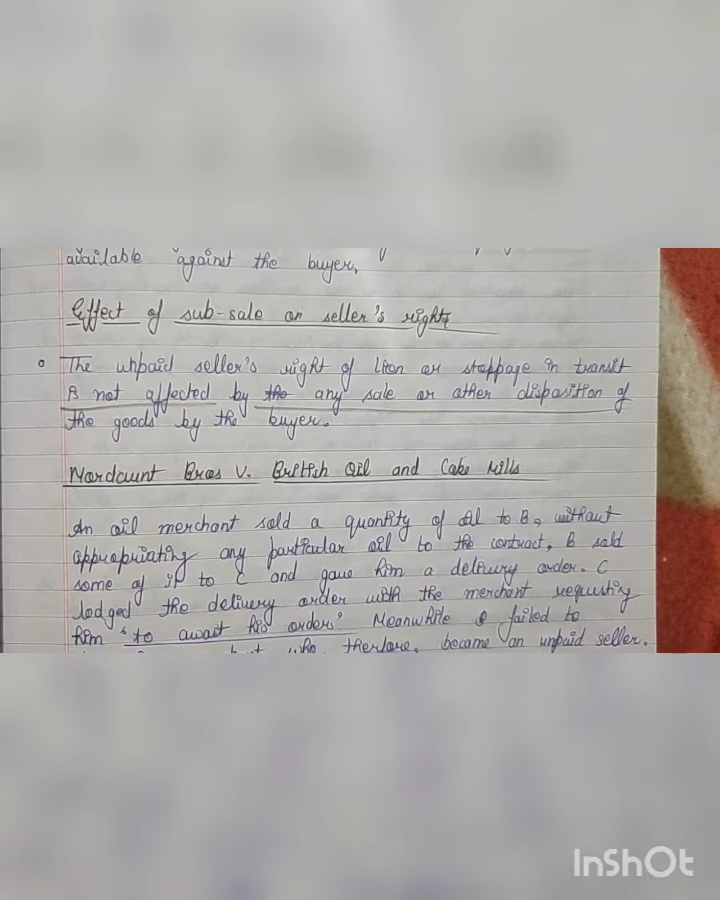 available against the buyer,
Effect of sub-sale on seller's rights
The unpaid seller's right of lien or stoppage in transit
is not affected by the any sale or other disposition of
the goods by the buyer.
Mordaunt Bros V. British Oil and Cake Mills
An oil merchant sold a quantity of oil to B, without
appropriating any particular oil to the contract, B sold
some of it to C and gave him a delivery order. C
lodged the delivery order with the merchant requesting
him "to await his orders' Meanwhile failed to
who, therfore, became an unpaid seller.
InShOt